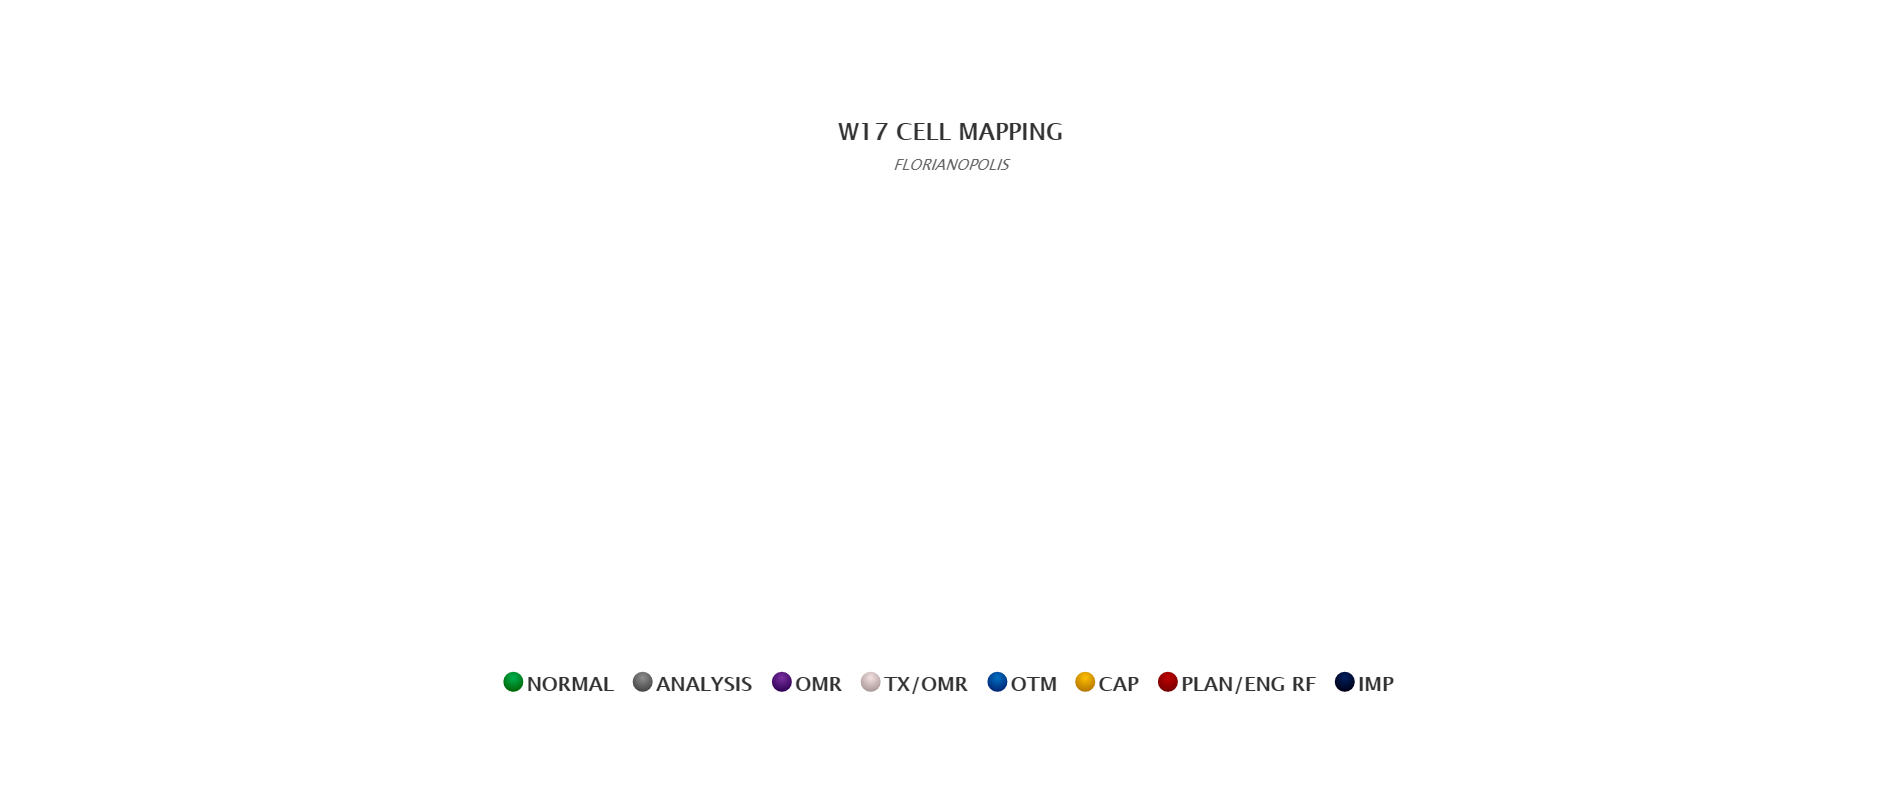 W17 CELL MAPPING
FLORIANOPOLIS
NORMAL ANALYSIS OMR TX/OMR OTM CAP PLAN/ENG RF IMP